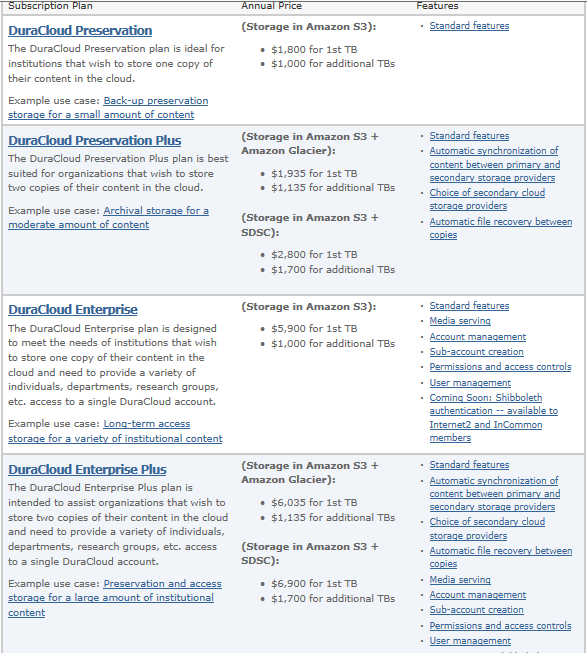 Subscription Plan
Annual Price
Features
DuraCloud Preservation
The DuraCloud Preservation plan is ideal for
institutions that wish to store one copy of
their content in the cloud.
Example use case: Back-up preservation
storage for a small amount of content
(Storage in Amazon S3):
• $1,800 for 1st TB
• $1,000 for additional TBs
• Standard features
DuraCloud Preservation Plus
The DuraCloud Preservation Plus plan is best
suited for organizations that wish to store
two copies of their content in the cloud.
Example use case: Archival storage for a
moderate amount of content
(Storage in Amazon S3 +
Amazon Glacier):
• $1,935 for 1st TB
• $1,135 for additional TBs
(Storage in Amazon S3 +
SDSC):
• $2,800 for 1st TB
• $1,700 for additional TBs
• Standard features
• Automatic synchronization of
content between primary and
secondary storage providers
• Choice of secondary cloud
storage providers
• Automatic file recovery between
copies
DuraCloud Enterprise
The DuraCloud Enterprise plan is designed
to meet the needs of institutions that wish
to store one copy of their content in the
cloud and need to provide a variety of
individuals, departments, research groups,
etc. access to a single DuraCloud account.
Example use case: Long-term access
storage for a variety of institutional content
(Storage in Amazon S3):
• $5,900 for 1st TB
• $1,000 for additional TBs
• Standard features
• Media serving
• Account management
• Sub-account creation
• Permissions and access controls
• User management
• Coming Soon: Shibboleth
authentication -- available to
Internet2 and InCommon
members
DuraCloud Enterprise Plus
The DuraCloud Enterprise Plus plan is
intended to assist organizations that wish to
store two copies of their content in the cloud
and need to provide a variety of individuals,
departments, research groups, etc. access
to a single DuraCloud account.
Example use case: Preservation and access
storage for a large amount of institutional
content
(Storage in Amazon S3 +
Amazon Glacier):
• $6,035 for 1st TB
• $1,135 for additional TBs
(Storage in Amazon S3 +
SDSC):
• $6,900 for 1st TB
• $1,700 for additional TBs
• Standard features
• Automatic synchronization of
content between primary and
secondary storage providers
• Choice of secondary cloud
storage providers
• Automatic file recovery between
copies
• Media serving
• Account management
• Sub-account creation
• Permissions and access controls
• User management